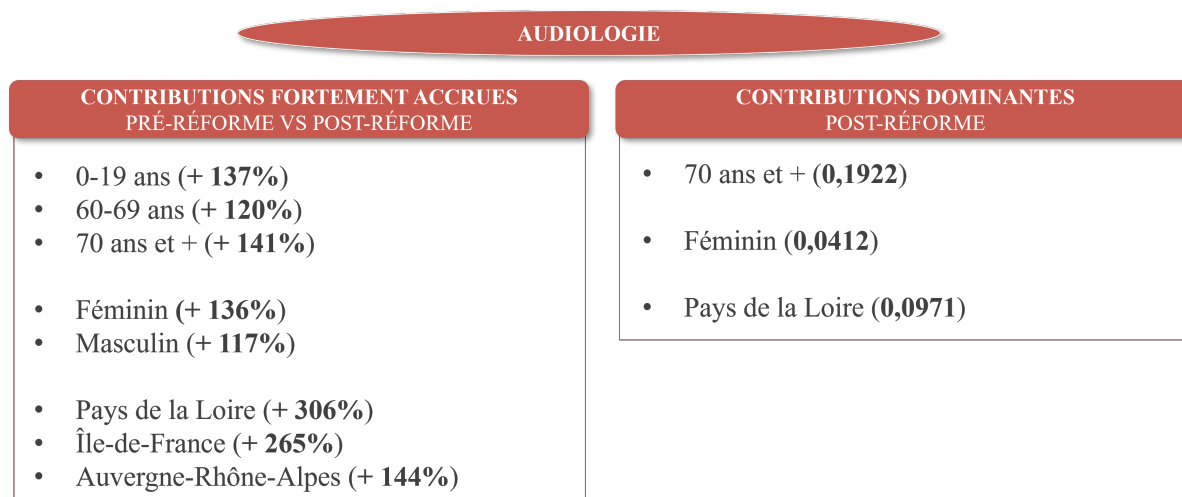 AUDIOLOGIE
CONTRIBUTIONS FORTEMENT ACCRUES
PRÉ-RÉFORME VS POST-RÉFORME
• 0-19 ans (+ 137%)
• 60-69 ans (+ 120%)
• 70 ans et + (+ 141%)
• Féminin (+ 136%)
• Masculin (+ 117%)
• Pays de la Loire (+ 306%)
• Île-de-France (+ 265%)
• Auvergne-Rhône-Alpes (+ 144%)
CONTRIBUTIONS DOMINANTES
POST-RÉFORME
• 70 ans et + (0,1922)
• Féminin (0,0412)
• Pays de la Loire (0,0971)